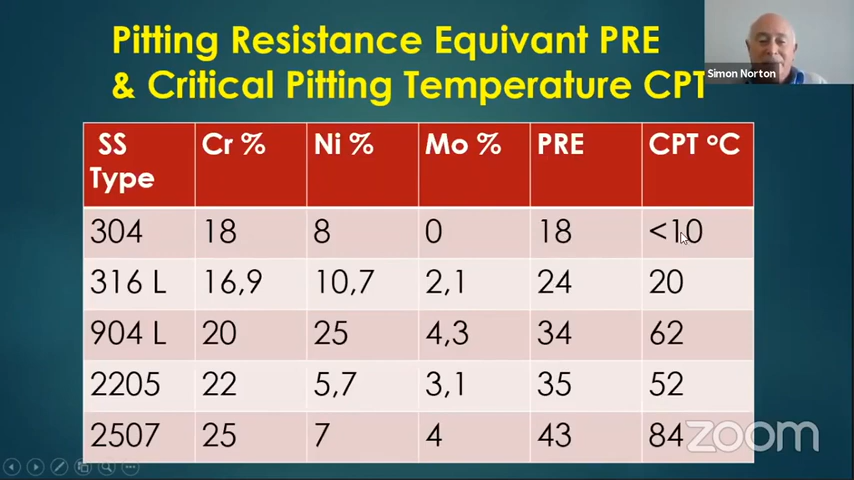 Pitting Resistance Equivant PRE
& Critical Pitting Temperature CPT
Simon Norton
SS Type Cr % Ni % Mo % PRE CPT ºC
304 18 8 0 18 <10
316 L 16,9 10,7 2,1 24 20
904 L 20 25 4,3 34 62
2205 22 5,7 3,1 35 52
2507 25 7 4 43 84
zoom